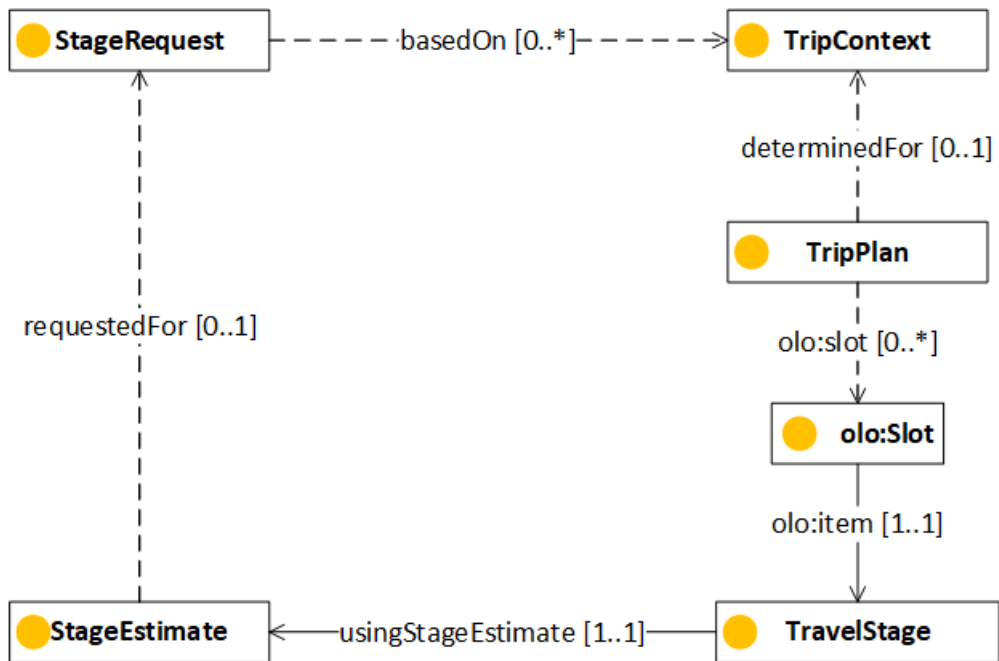 StageRequest
basedOn [0..*]
TripContext
determinedFor [0..1]
TripPlan
requestedFor [0..1]
olo:slot [0..*]
olo:Slot
olo:item [1..1]
StageEstimate
usingStageEstimate [1..1]
TravelStage